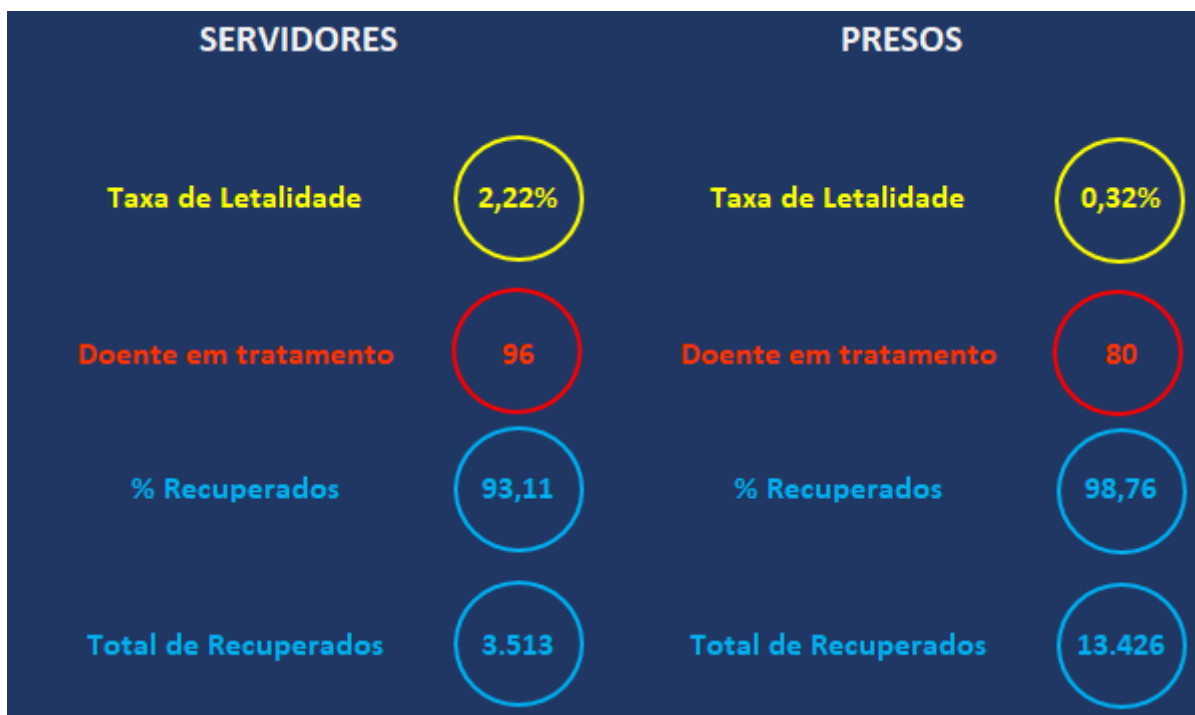 SERVIDORES PRESOS
Taxa de Letalidade 2,22% Taxa de Letalidade 0,32%
Doente em tratamento 96 Doente em tratamento 80
% Recuperados 93,11 % Recuperados 98,76
Total de Recuperados 3.513 Total de Recuperados 13.426